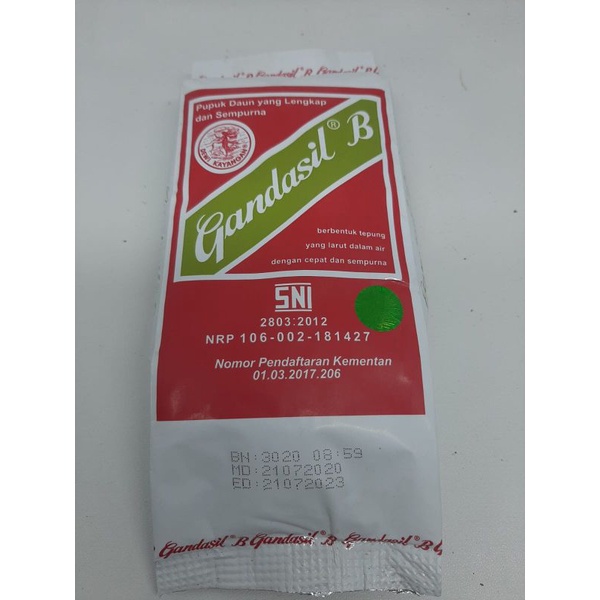 Gandasil® B Gandasil® B G
Pupuk Daun yang Lengkap
dan Sempurna
DEWI KAYANGAN
Gandasil® B
berbentuk tepung
yang larut dalam air
dengan cepat dan sempurna
SNI
2803:2012
NRP 106-002-181427
Nomor Pendaftaran Kementan
01.03.2017.206
BN:3020 08:59
MD:21072020
ED:21072023
Gandasil® B Gandasil® B Gandasil® B G